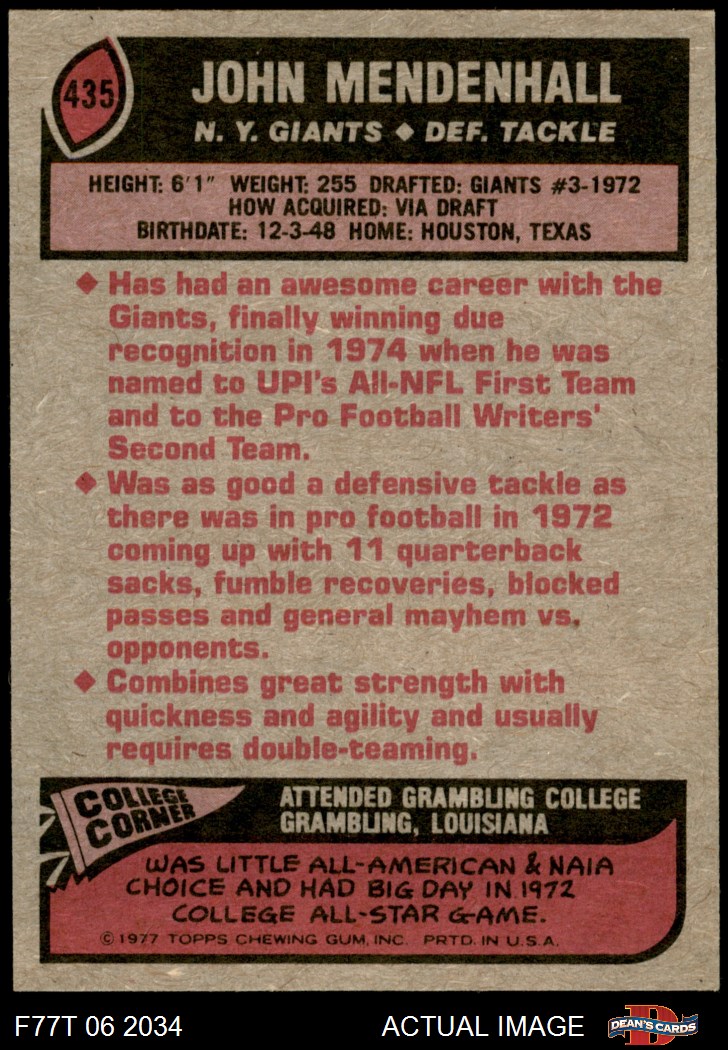 435
JOHN MENDENHALL
N. Y. GIANTS ◆ DEF. TACKLE
HEIGHT: 6'1" WEIGHT: 255 DRAFTED: GIANTS #3-1972
HOW ACQUIRED: VIA DRAFT
BIRTHDATE: 12-3-48 HOME: HOUSTON, TEXAS
◆ Has had an awesome career with the
Giants, finally winning due
recognition in 1974 when he was
named to UPI's All-NFL First Team
and to the Pro Football Writers'
Second Team.
◆ Was as good a defensive tackle as
there was in pro football in 1972
coming up with 11 quarterback
sacks, fumble recoveries, blocked
passes and general mayhem vs.
opponents.
◆ Combines great strength with
quickness and agility and usually
requires double-teaming.
COLLEGE
CORNER
ATTENDED GRAMBLING COLLEGE
GRAMBLING, LOUISIANA
WAS LITTLE ALL-AMERICAN & NAIA
CHOICE AND HAD BIG DAY IN 1972
COLLEGE ALL-STAR GAME.
© 1977 TOPPS CHEWING GUM, INC. PRTD. IN U.S.A.
F77T 06 2034
ACTUAL IMAGE
D
DEAN'S CARDS